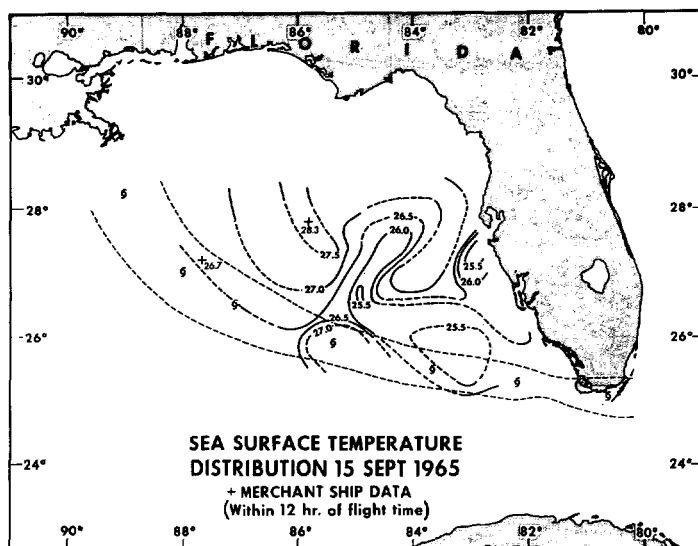 88° 86° 84° 82° 80°
F L O R I D A
30° 30°
28° 28°
26.5
26.0
+
28.3
27.5
+
26.7
25.5
26.0
27.0
25.5
26.5
27.0
25.5
26° 26°
SEA SURFACE TEMPERATURE
DISTRIBUTION 15 SEPT 1965
+ MERCHANT SHIP DATA
(Within 12 hr. of flight time)
24° 24°
90° 88° 86° 84° 82° 80°